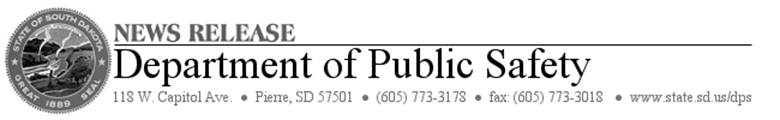 STATE OF SOUTH DAKOTA
GREAT SEAL
1889
NEWS RELEASE
Department of Public Safety
118 W. Capitol Ave. ● Pierre, SD 57501 ● (605) 773-3178 ● fax: (605) 773-3018 ● www.state.sd.us/dps